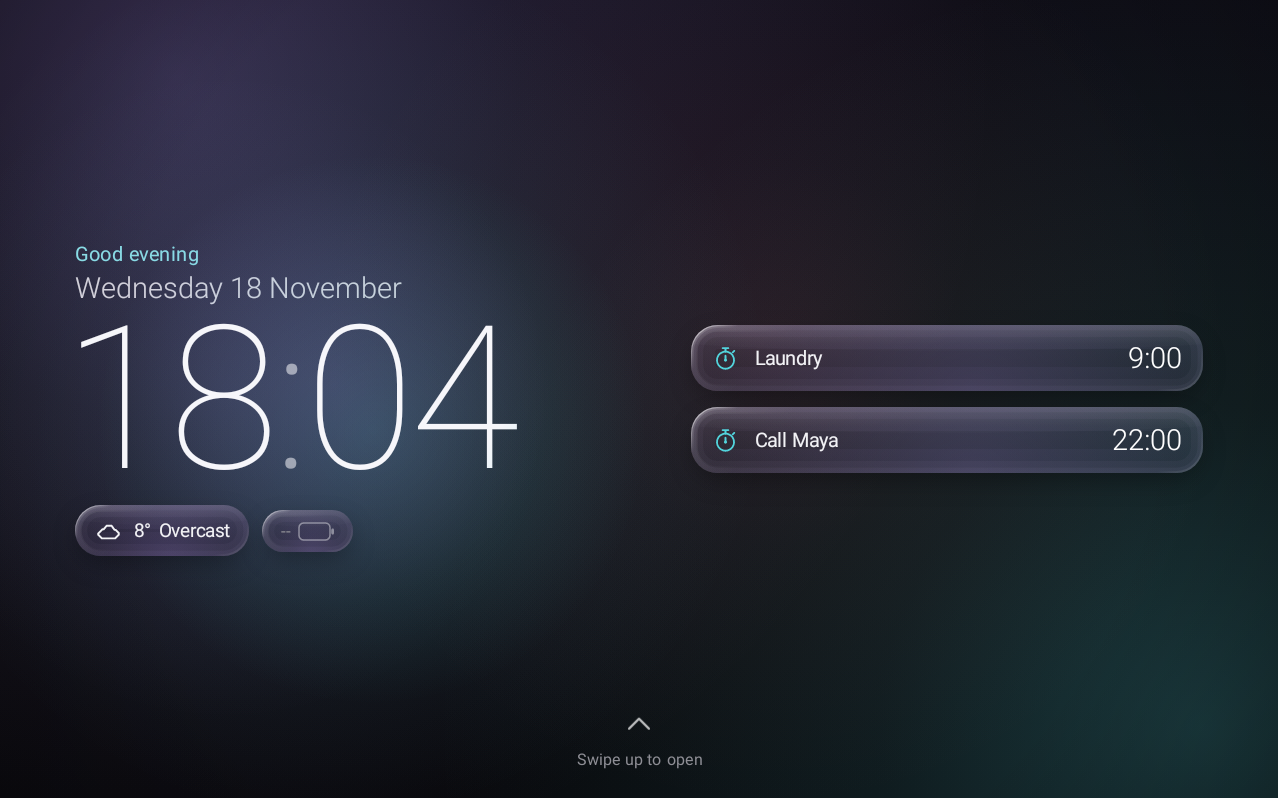 Good evening
Wednesday 18 November
18:04
8° Overcast
--
Laundry 9:00
Call Maya 22:00
Swipe up to open